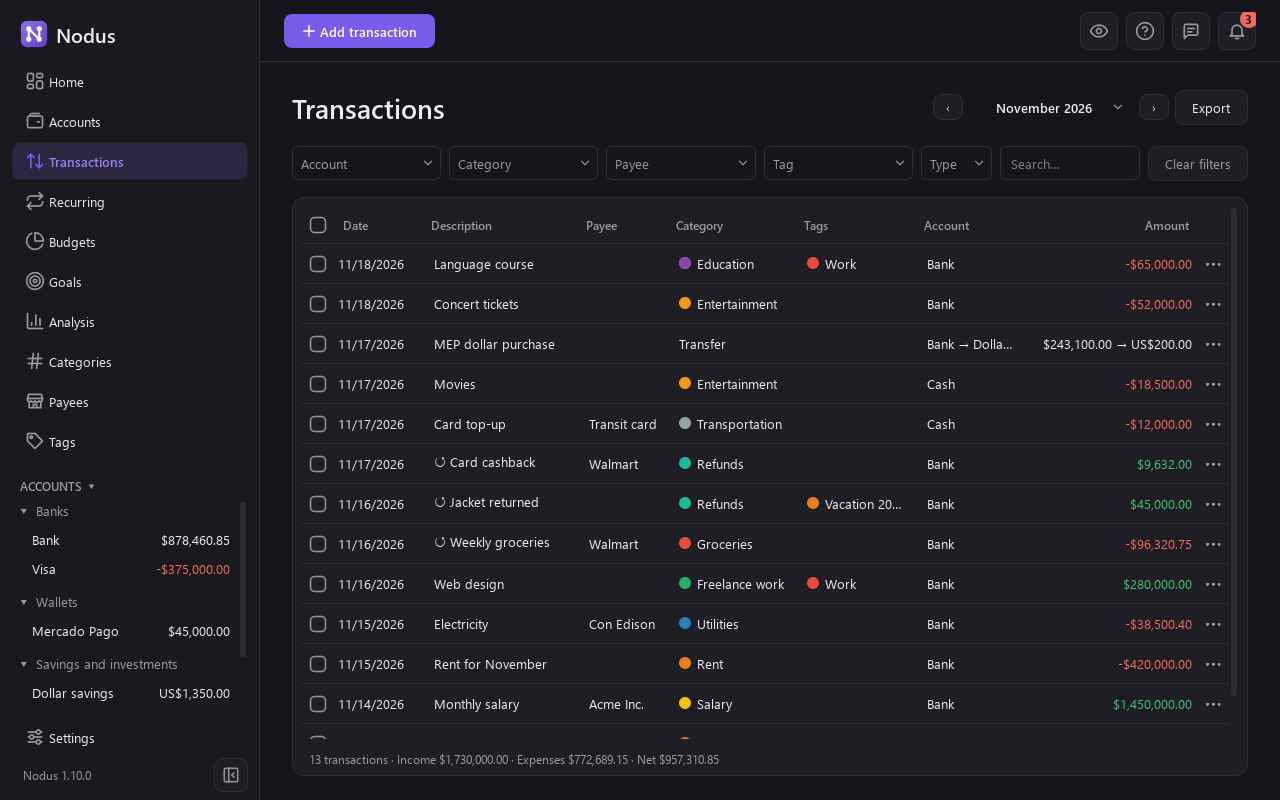 Nodus
Home
Accounts
Transactions
Recurring
Budgets
Goals
Analysis
Categories
Payees
Tags
ACCOUNTS ▾
Banks
Bank $878,460.85
Visa -$375,000.00
Wallets
Mercado Pago $45,000.00
Savings and investments
Dollar savings US$1,350.00
Settings
Nodus 1.10.0
+ Add transaction
3
Transactions
‹ November 2026 › Export
Account Category Payee Tag Type Search... Clear filters
Date Description Payee Category Tags Account Amount
11/18/2026 Language course Education Work Bank -$65,000.00
11/18/2026 Concert tickets Entertainment Bank -$52,000.00
11/17/2026 MEP dollar purchase Transfer Bank → Dolla... $243,100.00 → US$200.00
11/17/2026 Movies Entertainment Cash -$18,500.00
11/17/2026 Card top-up Transit card Transportation Cash -$12,000.00
11/17/2026 Card cashback Walmart Refunds Bank $9,632.00
11/16/2026 Jacket returned Refunds Vacation 20... Bank $45,000.00
11/16/2026 Weekly groceries Walmart Groceries Bank -$96,320.75
11/16/2026 Web design Freelance work Work Bank $280,000.00
11/15/2026 Electricity Con Edison Utilities Bank -$38,500.40
11/15/2026 Rent for November Rent Bank -$420,000.00
11/14/2026 Monthly salary Acme Inc. Salary Bank $1,450,000.00
13 transactions · Income $1,730,000.00 · Expenses $772,689.15 · Net $957,310.85